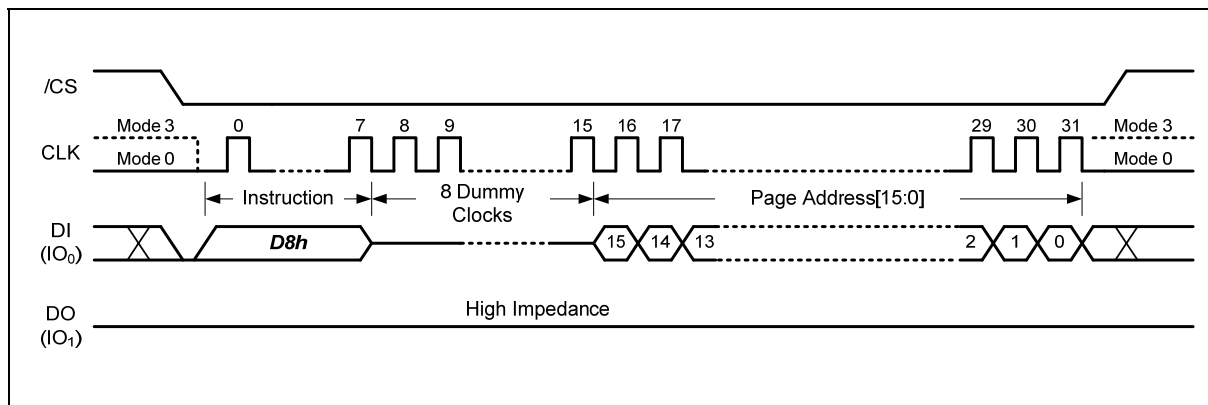 /CS
Mode 3 0 7 8 9 15 16 17 29 30 31 Mode 3
CLK
Mode 0 Mode 0
Instruction 8 Dummy Clocks Page Address[15:0]
DI
(IO₀)
D8h 15 14 13 2 1 0
DO
(IO₁)
High Impedance